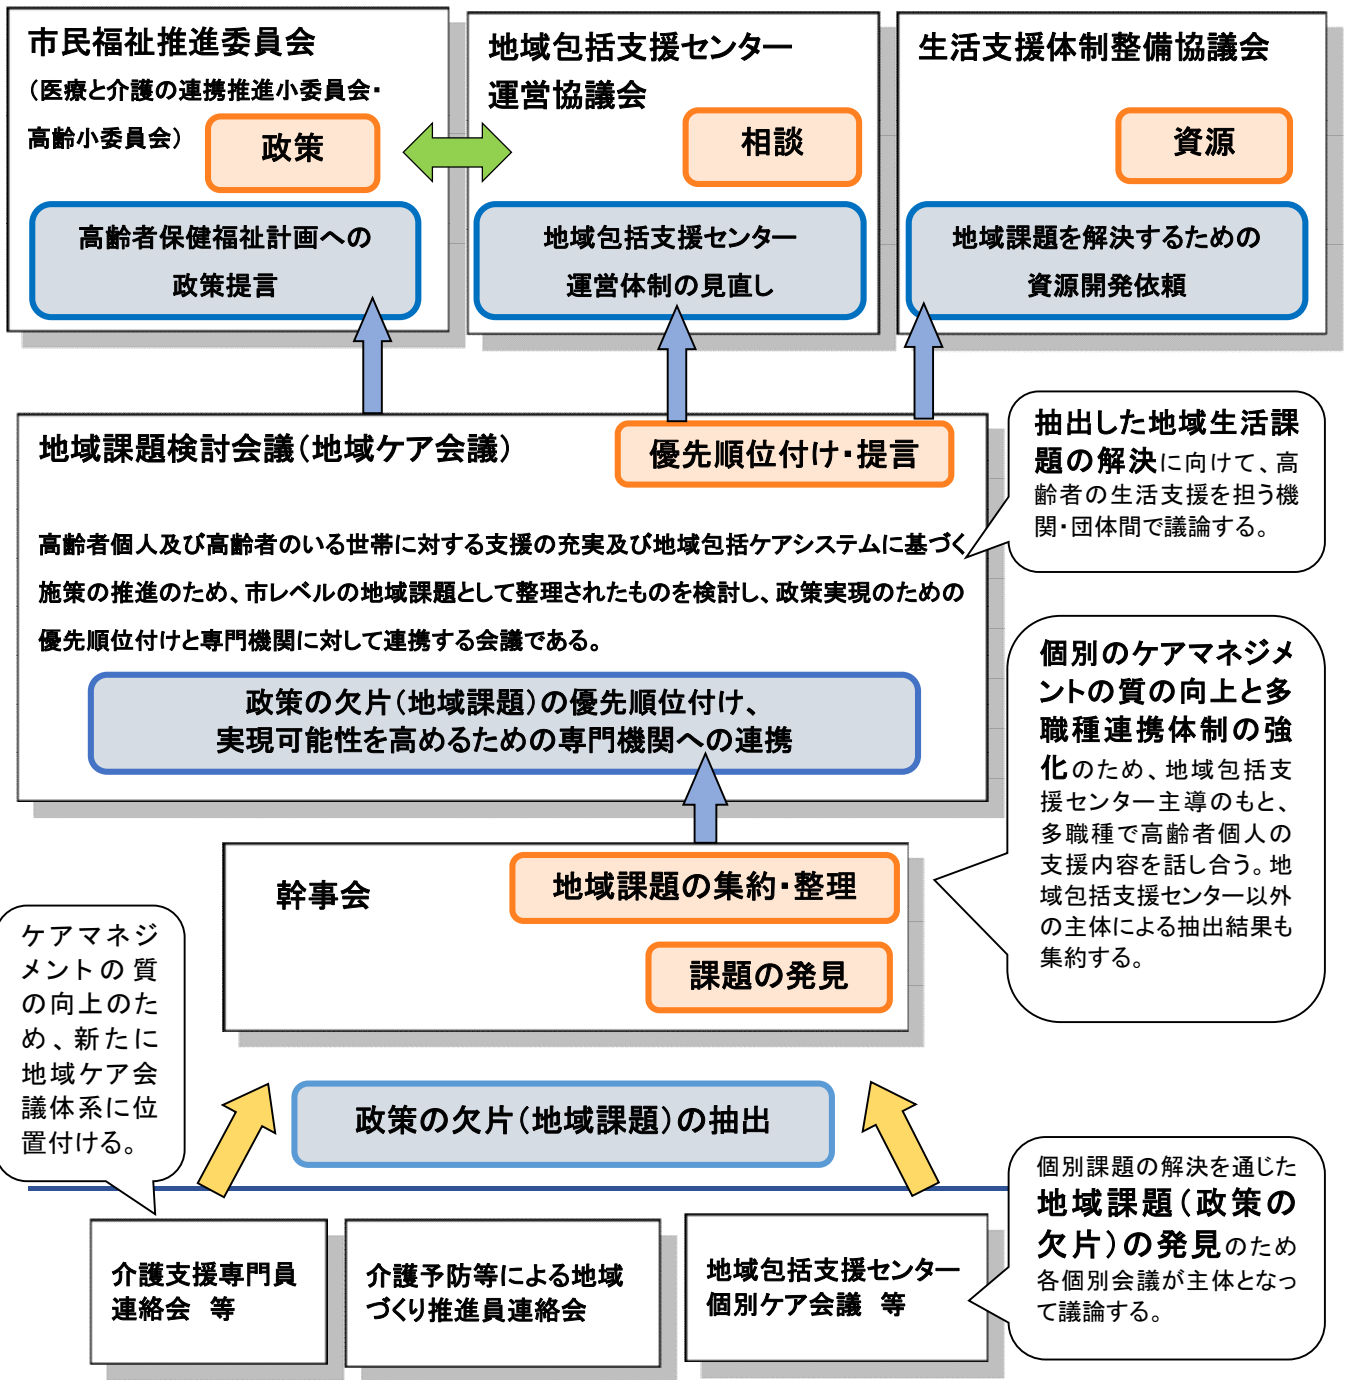 市民福祉推進委員会
（医療と介護の連携推進小委員会・
高齢小委員会）
政策
高齢者保健福祉計画への
政策提言
地域包括支援センター
運営協議会
相談
地域包括支援センター
運営体制の見直し
生活支援体制整備協議会
資源
地域課題を解決するための
資源開発依頼
地域課題検討会議（地域ケア会議）
優先順位付け・提言
高齢者個人及び高齢者のいる世帯に対する支援の充実及び地域包括ケアシステムに基づく
施策の推進のため、市レベルの地域課題として整理されたものを検討し、政策実現のための
優先順位付けと専門機関に対して連携する会議である。
政策の欠片（地域課題）の優先順位付け、
実現可能性を高めるための専門機関への連携
抽出した地域生活課
題の解決に向けて、高
齢者の生活支援を担う機
関・団体間で議論する。
幹事会
地域課題の集約・整理
課題の発見
個別のケアマネジメ
ントの質の向上と多
職種連携体制の強
化のため、地域包括支
援センター主導のもと、
多職種で高齢者個人の
支援内容を話し合う。地
域包括支援センター以外
の主体による抽出結果も
集約する。
ケアマネジ
メントの質
の向上のた
め、新たに
地域ケア会
議体系に位
置付ける。
政策の欠片（地域課題）の抽出
介護支援専門員
連絡会　等
介護予防等による地域
づくり推進員連絡会
地域包括支援センター
個別ケア会議　等
個別課題の解決を通じた
地域課題（政策の
欠片）の発見のため
各個別会議が主体となっ
て議論する。